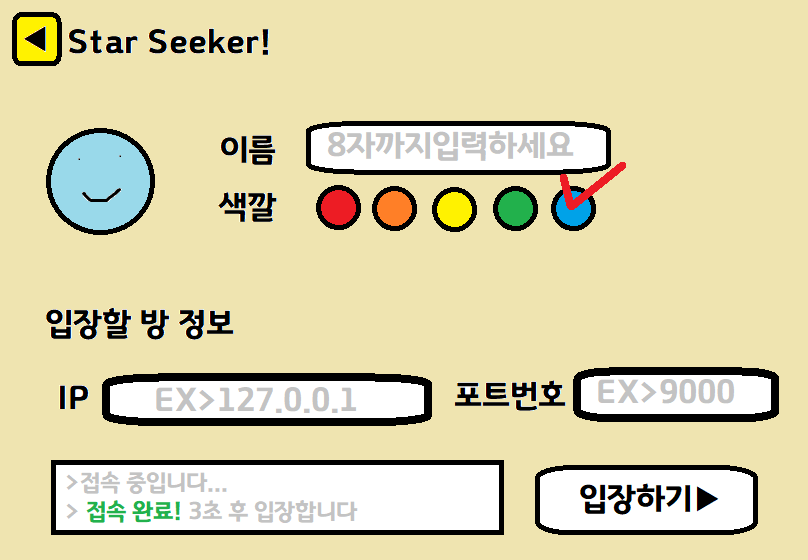 ◀ Star Seeker!
이름 8자까지입력하세요
색깔
입장할 방 정보
IP EX>127.0.0.1 포트번호 EX>9000
>접속 중입니다...
> 접속 완료! 3초 후 입장합니다
입장하기▶